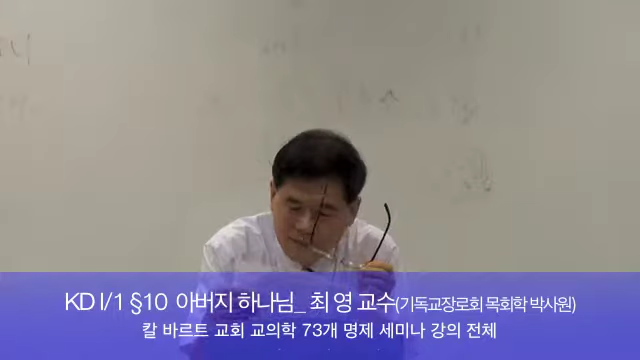 KD I/1 §10 아버지 하나님_ 최 영 교수(기독교장로회 목회학 박사원)
칼 바르트 교회 교의학 73개 명제 세미나 강의 전체